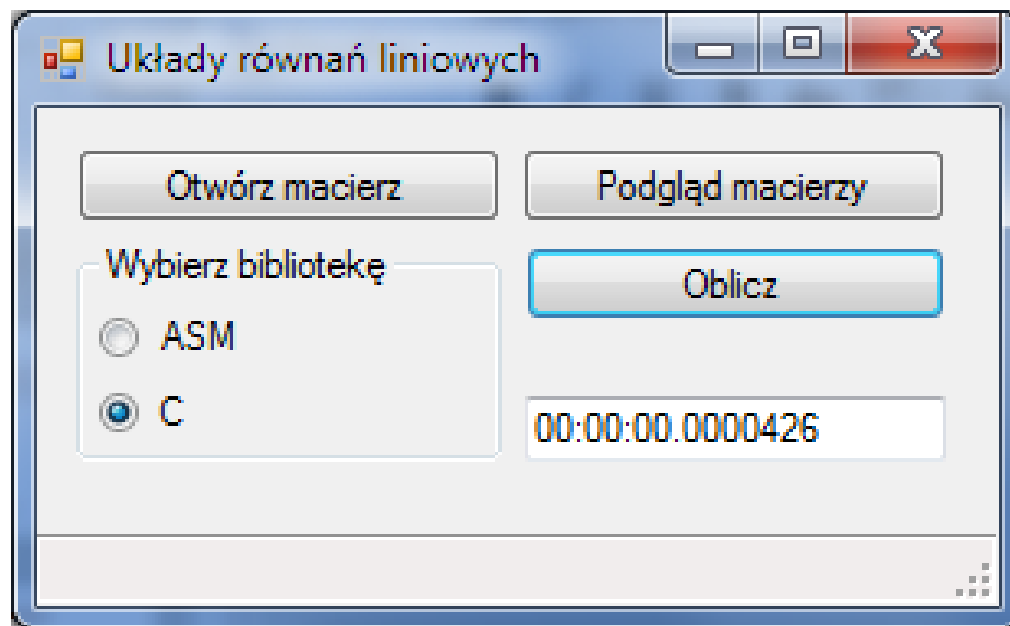 Układy równań liniowych
Otwórz macierz
Podgląd macierzy
Wybierz bibliotekę
Oblicz
ASM
C
00:00:00.0000426